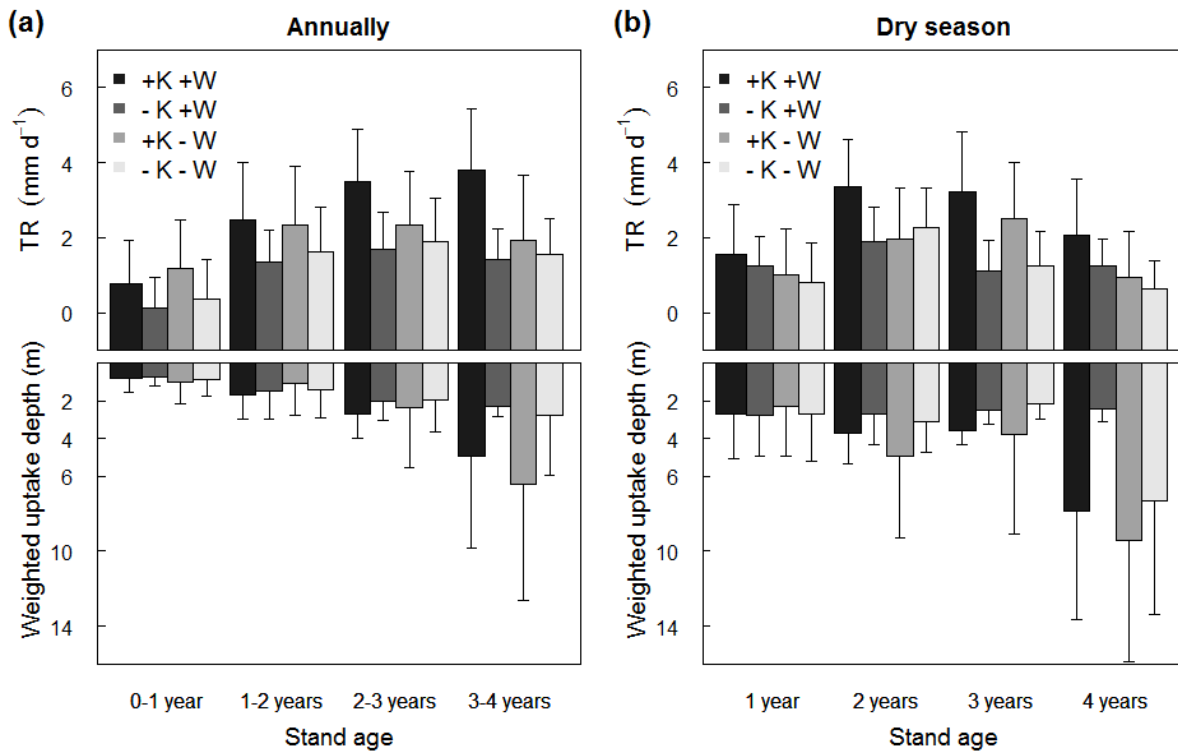 (a)
Annually
+K +W
- K +W
+K - W
- K - W
TR (mm d⁻¹)
6
4
2
0
Weighted uptake depth (m)
2
4
6
10
14
0-1 year
1-2 years
2-3 years
3-4 years
Stand age
(b)
Dry season
+K +W
- K +W
+K - W
- K - W
TR (mm d⁻¹)
6
4
2
0
Weighted uptake depth (m)
2
4
6
10
14
1 year
2 years
3 years
4 years
Stand age